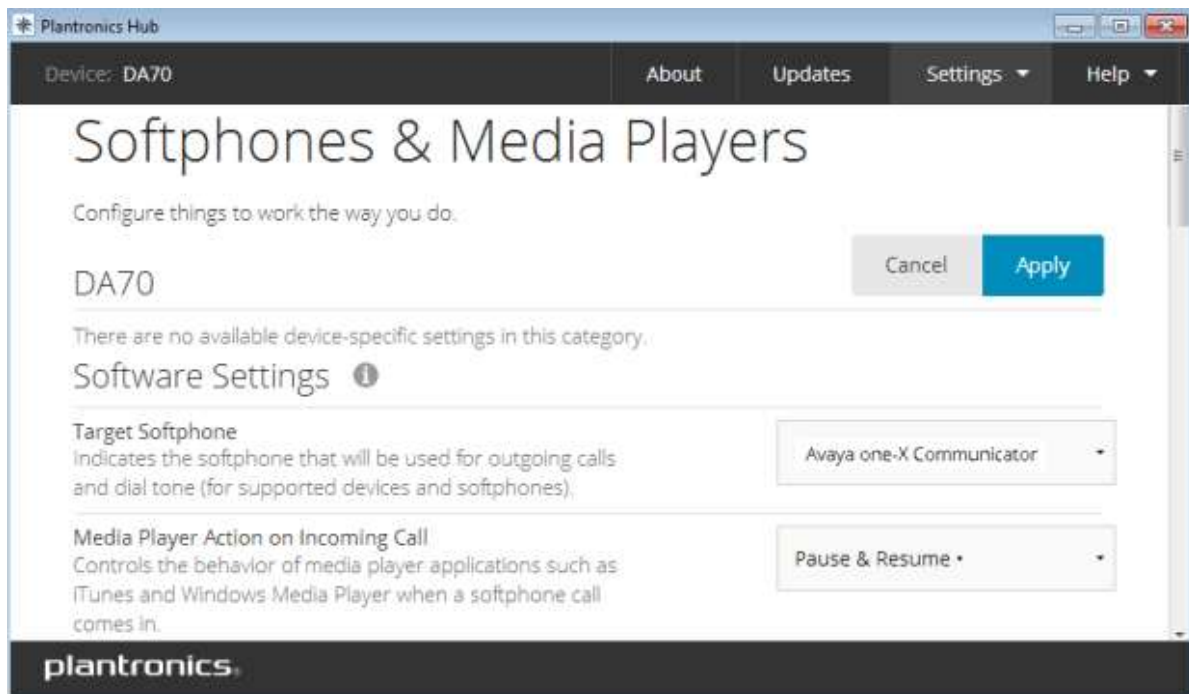 Plantronics Hub
Device: DA70 About Updates Settings Help
Softphones & Media Players
Configure things to work the way you do.
Cancel Apply
DA70
There are no available device-specific settings in this category.
Software Settings
Target Softphone
Indicates the softphone that will be used for outgoing calls
and dial tone (for supported devices and softphones).
Avaya one-X Communicator
Media Player Action on Incoming Call
Controls the behavior of media player applications such as
iTunes and Windows Media Player when a softphone call
comes in.
Pause & Resume •
plantronics.